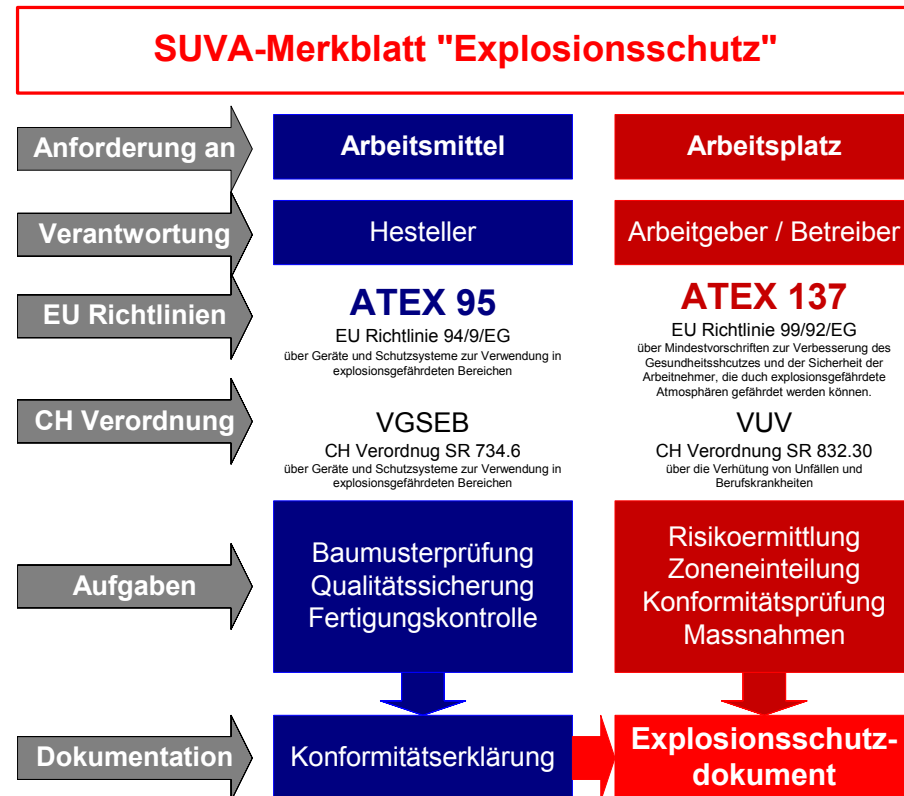 SUVA-Merkblatt "Explosionsschutz"
Anforderung an
Arbeitsmittel
Arbeitsplatz
Verantwortung
Hesteller
Arbeitgeber / Betreiber
EU Richtlinien
ATEX 95
EU Richtlinie 94/9/EG
über Geräte und Schutzsysteme zur Verwendung in
explosionsgefährdeten Bereichen
ATEX 137
EU Richtlinie 99/92/EG
über Mindestvorschriften zur Verbesserung des
Gesundheitsshcutzes und der Sicherheit der
Arbeitnehmer, die duch explosionsgefährdete
Atmosphären gefährdet werden können.
CH Verordnung
VGSEB
CH Verordnug SR 734.6
über Geräte und Schutzsysteme zur Verwendung in
explosionsgefährdeten Bereichen
VUV
CH Verordnung SR 832.30
über die Verhütung von Unfällen und
Berufskrankheiten
Aufgaben
Baumusterprüfung
Qualitätssicherung
Fertigungskontrolle
Risikoermittlung
Zoneneinteilung
Konformitätsprüfung
Massnahmen
Dokumentation
Konformitätserklärung
Explosionsschutz-
dokument